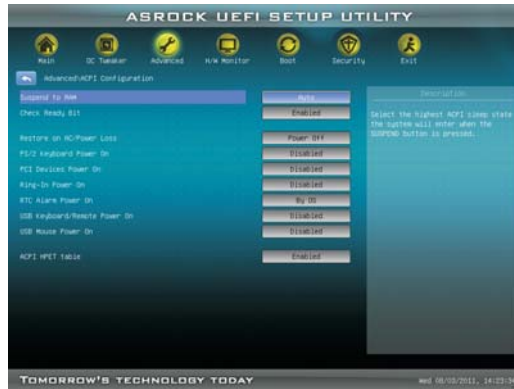 ASROCK UEFI SETUP UTILITY
Main OC Tweaker Advanced H/W Monitor Boot Security Exit
Advanced\ACPI Configuration
Suspend to RAM Auto
Check Ready Bit Enabled
Restore on AC/Power Loss Power Off
PS/2 Keyboard Power On Disabled
PCI Devices Power On Disabled
Ring-In Power On Disabled
RTC Alarm Power On By OS
USB Keyboard/Remote Power On Disabled
USB Mouse Power On Disabled
ACPI HPET table Enabled
Description
Select the highest ACPI sleep state
the system will enter when the
SUSPEND button is pressed.
TOMORROW'S TECHNOLOGY TODAY
Wed 08/03/2011,